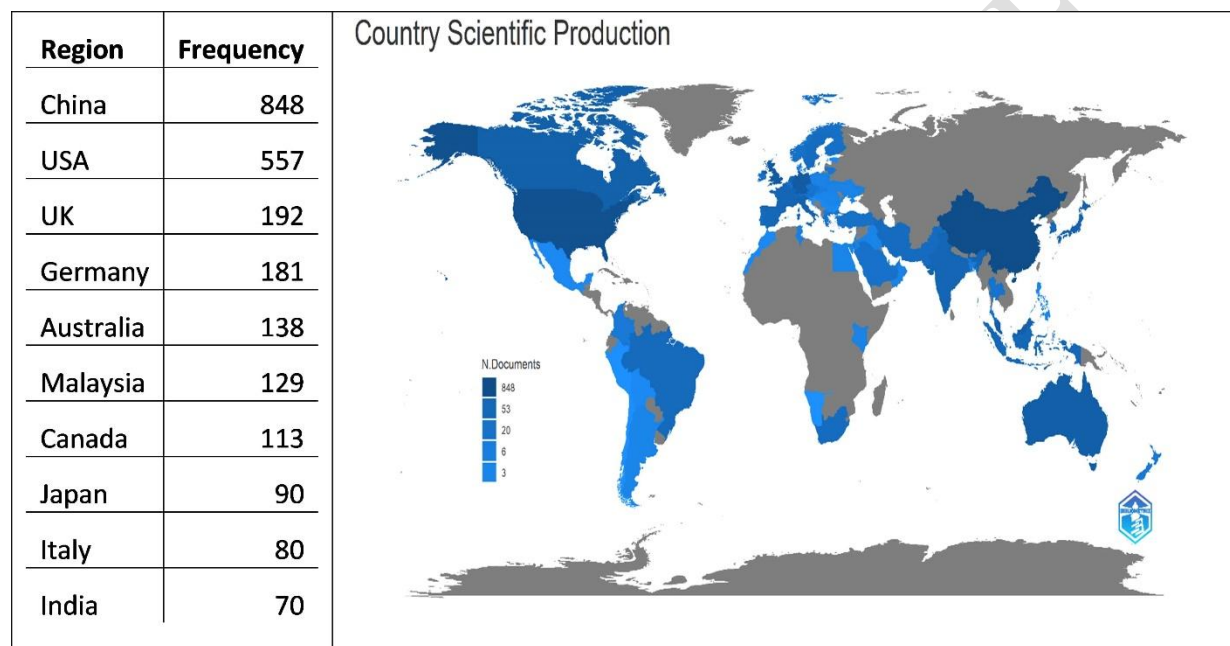 Region Frequency
China 848
USA 557
UK 192
Germany 181
Australia 138
Malaysia 129
Canada 113
Japan 90
Italy 80
India 70
Country Scientific Production
N.Documents
848
53
20
6
3